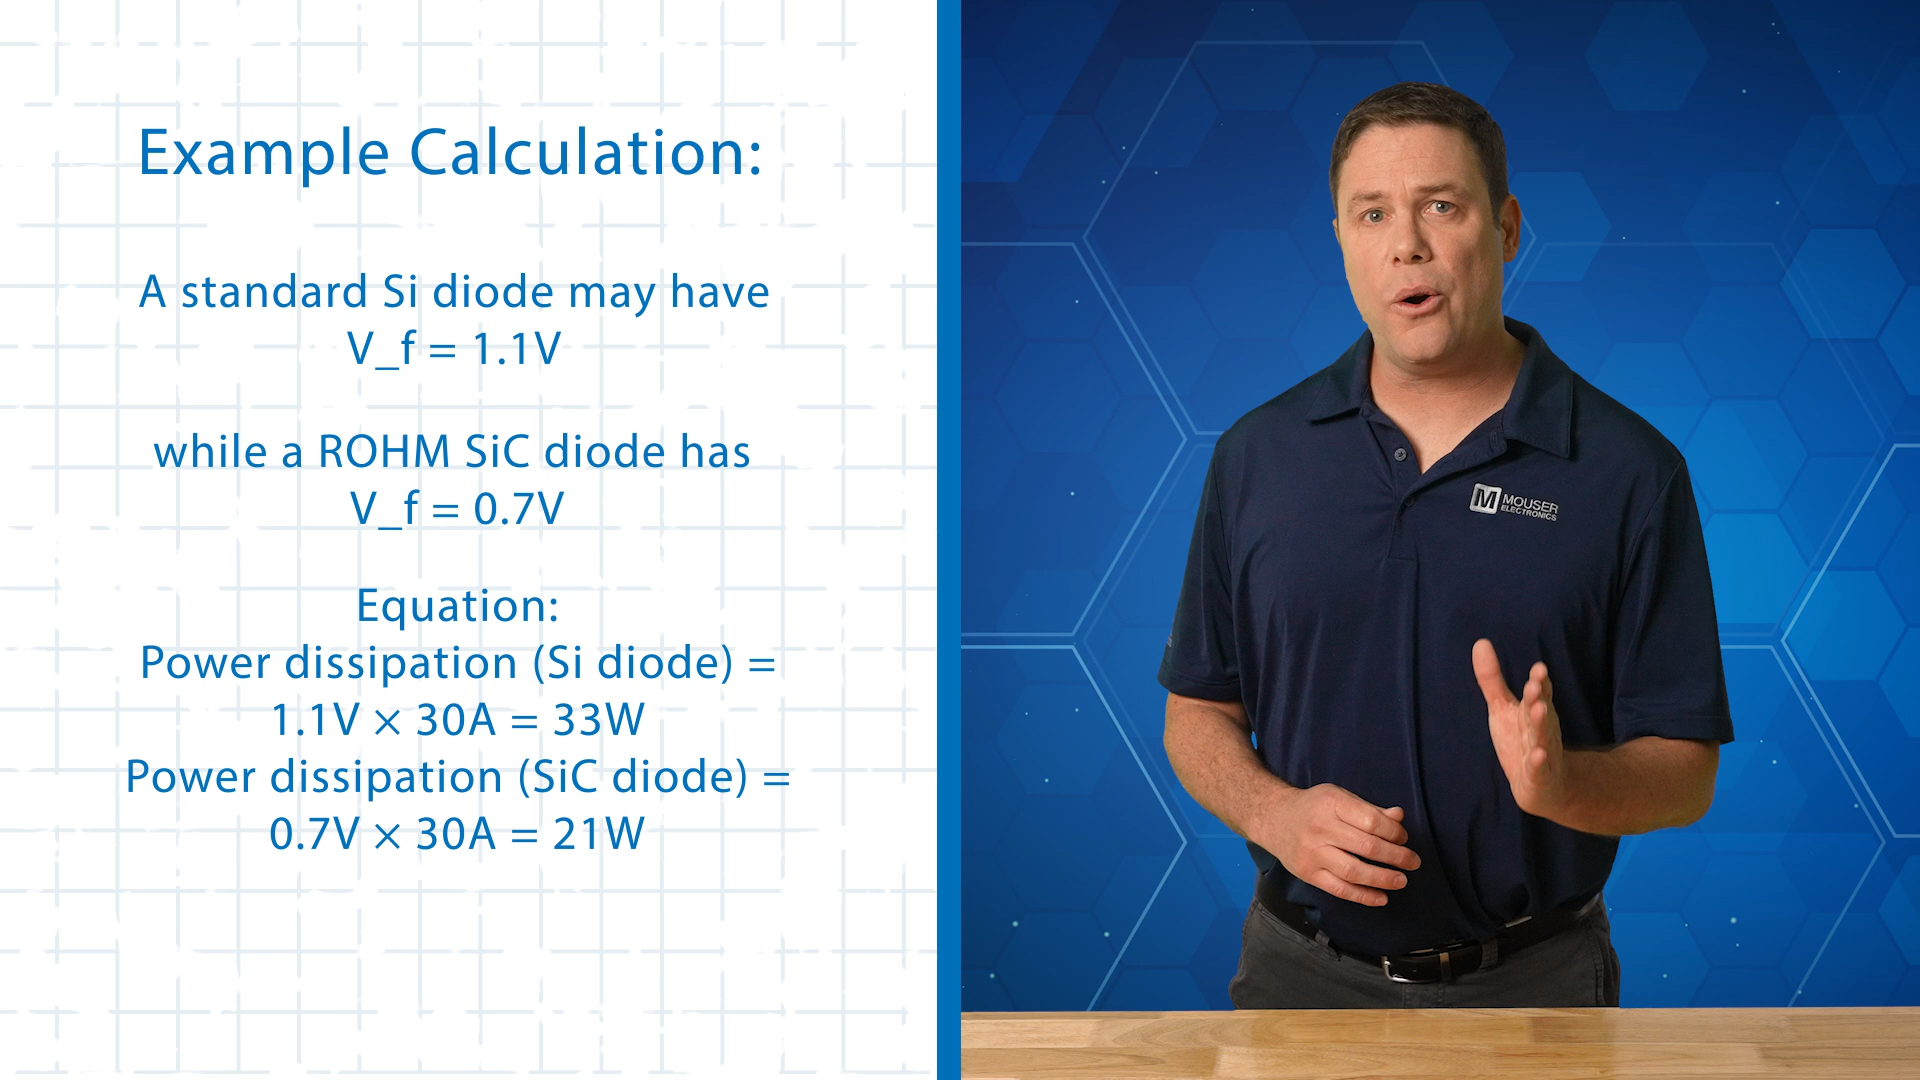 Example Calculation:
A standard Si diode may have
V_f = 1.1V
while a ROHM SiC diode has
V_f = 0.7V
Equation:
Power dissipation (Si diode) =
1.1V × 30A = 33W
Power dissipation (SiC diode) =
0.7V × 30A = 21W
M MOUSER
ELECTRONICS